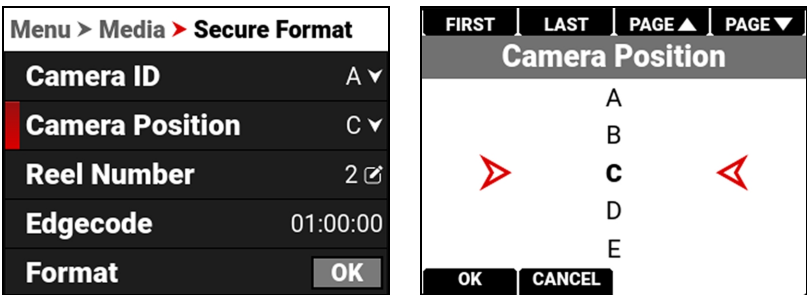 Menu > Media > Secure Format
Camera ID A
Camera Position C
Reel Number 2
Edgecode 01:00:00
Format OK
FIRST LAST PAGE▲ PAGE▼
Camera Position
A
B
C
D
E
OK CANCEL